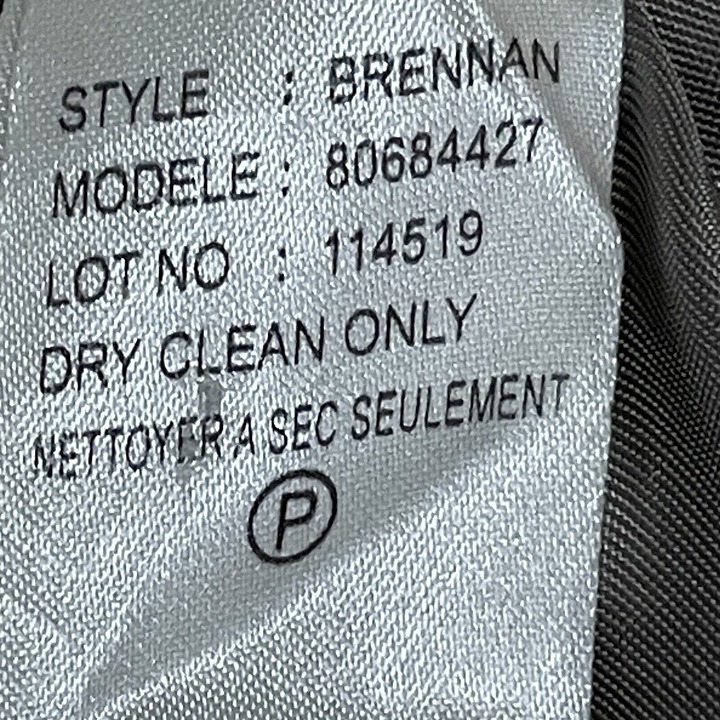 STYLE : BRENNAN
MODELE : 80684427
LOT NO : 114519
DRY CLEAN ONLY
NETTOYER A SEC SEULEMENT
P